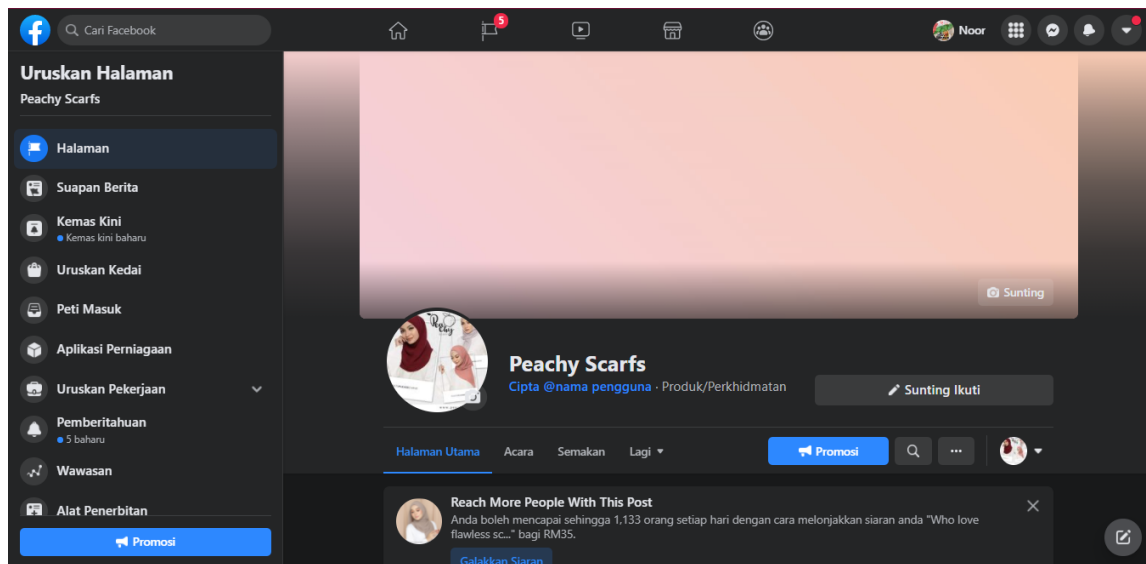 Cari Facebook
5
Noor
Uruskan Halaman
Peachy Scarfs
Halaman
Suapan Berita
Kemas Kini
Kemas kini baharu
Uruskan Kedai
Peti Masuk
Aplikasi Perniagaan
Uruskan Pekerjaan
Pemberitahuan
5 baharu
Wawasan
Alat Penerbitan
Promosi
Sunting
Peachy Scarfs
Cipta @nama pengguna · Produk/Perkhidmatan
Sunting Ikuti
Halaman Utama
Acara
Semakan
Lagi
Promosi
Reach More People With This Post
Anda boleh mencapai sehingga 1,133 orang setiap hari dengan cara melonjakkan siaran anda "Who love
flawless sc..." bagi RM35.
Galakkan Siaran